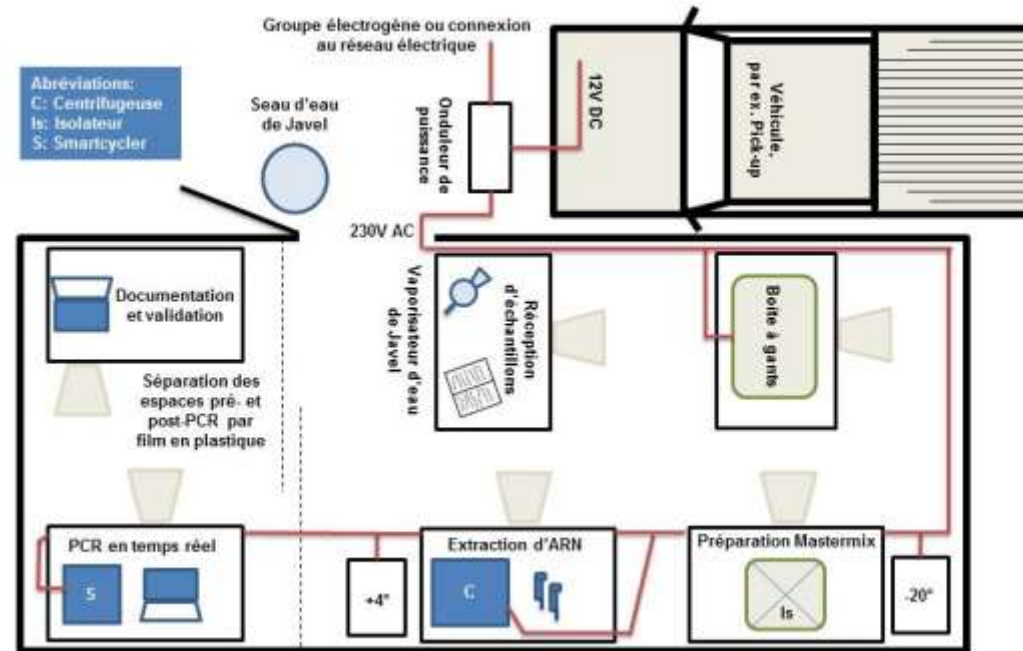 Groupe électrogène ou connexion
au réseau électrique
Abréviations:
C: Centrifugeuse
Is: Isolateur
S: Smartcycler
Seau d'eau
de Javel
Onduleur de
puissance
12V DC
Véhicule,
par ex. Pick-up
230V AC
Documentation
et validation
Vaporisateur d'eau
de Javel
Réception
d'échantillons
Boite à gants
Séparation des
espaces pré- et
post-PCR par
film en plastique
PCR en temps réel
S
+4°
Extraction d'ARN
C
Préparation Mastermix
Is
-20°